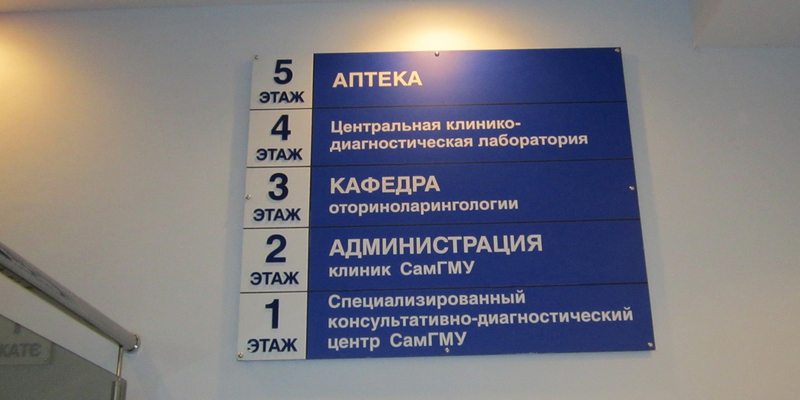 5
ЭТАЖ
АПТЕКА
4
ЭТАЖ
Центральная клинико-
диагностическая лаборатория
3
ЭТАЖ
КАФЕДРА
оториноларингологии
2
ЭТАЖ
АДМИНИСТРАЦИЯ
клиник СамГМУ
1
ЭТАЖ
Специализированный
консультативно-диагностический
центр СамГМУ